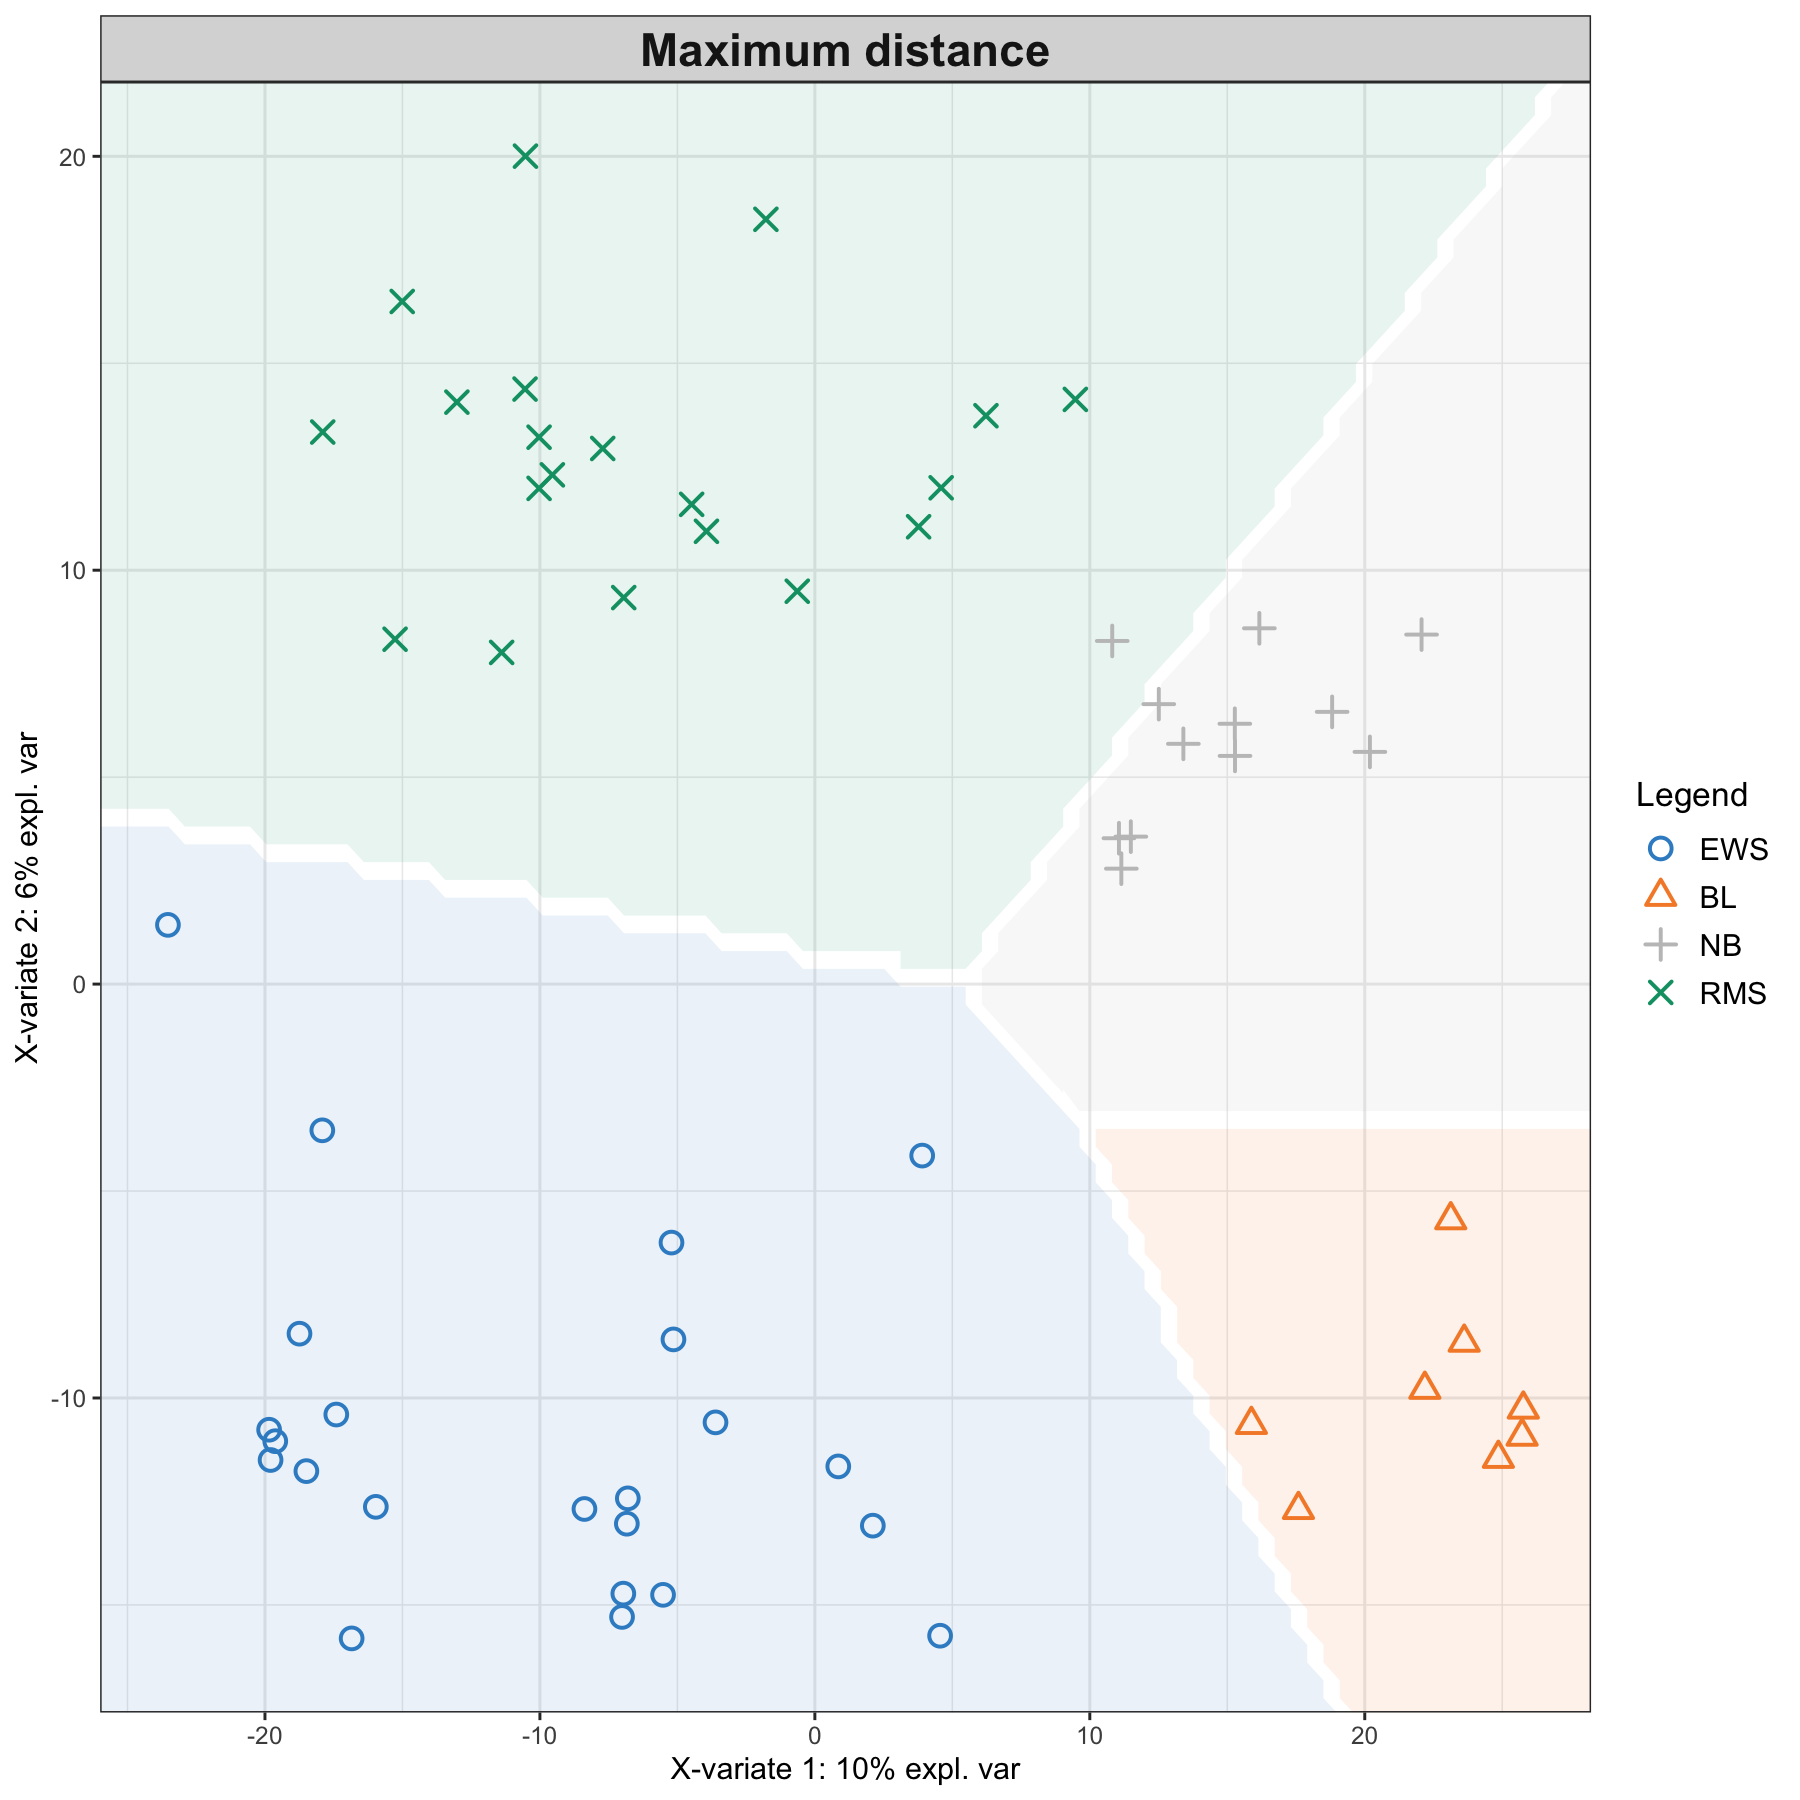 Maximum distance
20
10
0
-10
X-variate 2: 6% expl. var
-20
-10
0
10
20
X-variate 1: 10% expl. var
Legend
EWS
BL
NB
RMS